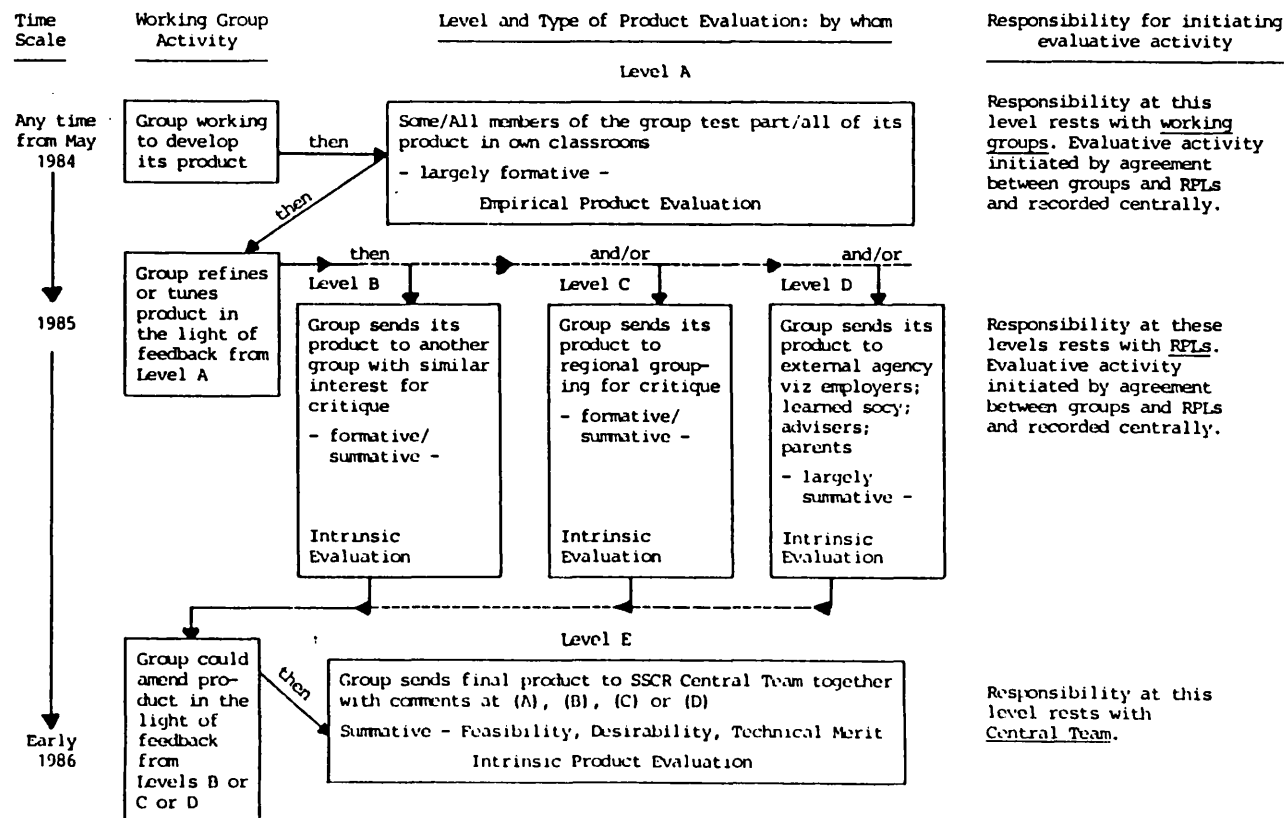 Time
Scale
Working Group
Activity
Level and Type of Product Evaluation: by whom
Responsibility for initiating
evaluative activity
Level A
Any time
from May
1984
Group working
to develop
its product
then
Some/All members of the group test part/all of its
product in own classrooms
- largely formative -
Empirical Product Evaluation
Responsibility at this
level rests with working
groups. Evaluative activity
initiated by agreement
between groups and RPLs
and recorded centrally.
then
1985
Group refines
or tunes
product in
the light of
feedback from
Level A
then
and/or
and/or
Level B
Level C
Level D
Group sends its
product to another
group with similar
interest for
critique
- formative/
summative -
Intrinsic
Evaluation
Group sends its
product to
regional group-
ing for critique
- formative/
summative -
Intrinsic
Evaluation
Group sends its
product to
external agency
viz employers;
learned socy;
advisers;
parents
- largely
summative -
Intrinsic
Evaluation
Responsibility at these
levels rests with RPLs.
Evaluative activity
initiated by agreement
between groups and RPLs
and recorded centrally.
Level E
Early
1986
Group could
amend pro-
duct in the
light of
feedback
from
Levels B or
C or D
then
Group sends final product to SSCR Central Team together
with comments at (A), (B), (C) or (D)
Summative - Feasibility, Desirability, Technical Merit
Intrinsic Product Evaluation
Responsibility at this
level rests with
Central Team.